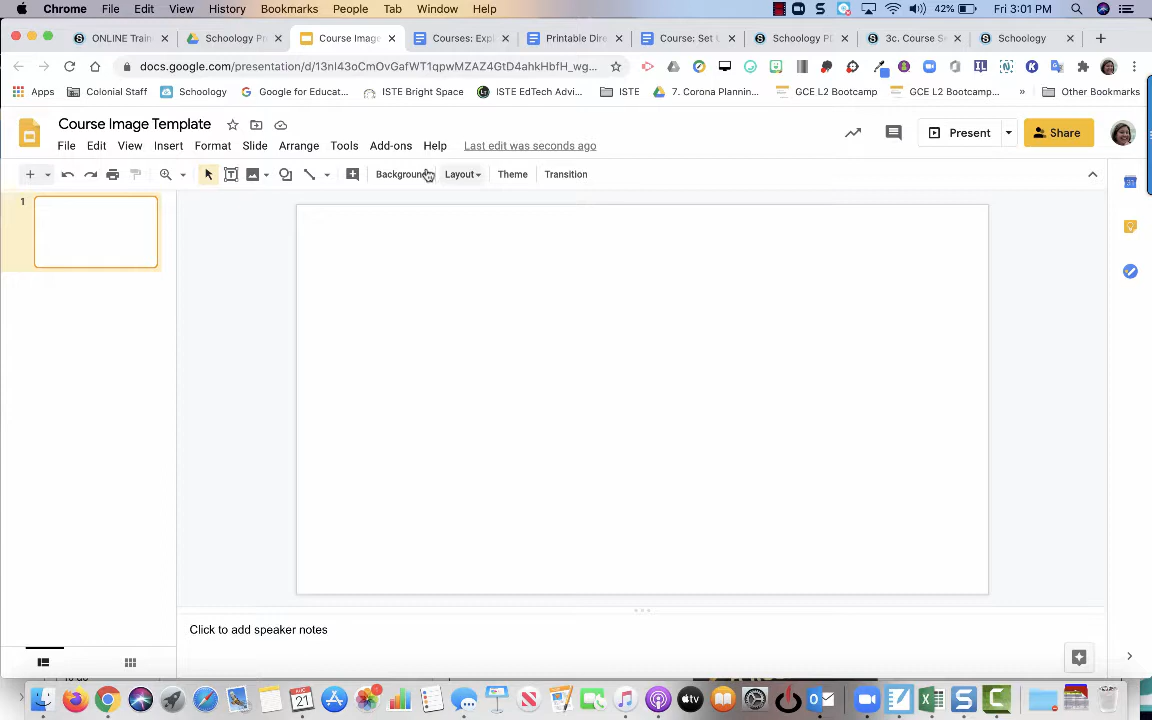 Chrome File Edit View History Bookmarks People Tab Window Help 42% Fri 3:01 PM
ONLINE Train Schoology Pr Course Image Courses: Expl Printable Dire Course: Set U Schoology P 3c. Course S Schoology
docs.google.com/presentation/d/13nI43oCmOvGafWT1qpwMZAZ4GtD4ahkHbfH_wg...
Apps Colonial Staff Schoology Google for Educat... ISTE Bright Space ISTE EdTech Advi... ISTE 7. Corona Plannin... GCE L2 Bootcamp GCE L2 Bootcamp... » Other Bookmarks
Course Image Template
File Edit View Insert Format Slide Arrange Tools Add-ons Help Last edit was seconds ago
Present Share
Background Layout Theme Transition
1
Click to add speaker notes